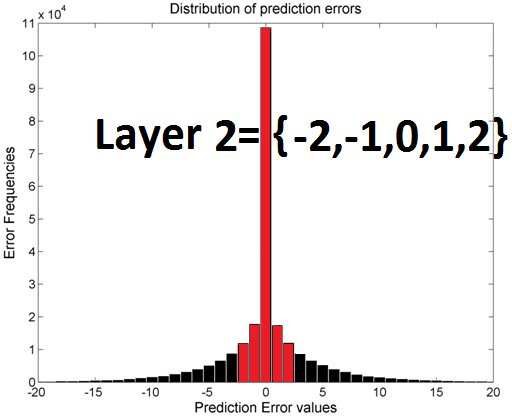 Distribution of prediction errors
x 10^4
11
10
9
8
7
6
5
4
3
2
1
0
Error Frequencies
Layer 2= {-2,-1,0,1,2}
-20 -15 -10 -5 0 5 10 15 20
Prediction Error values